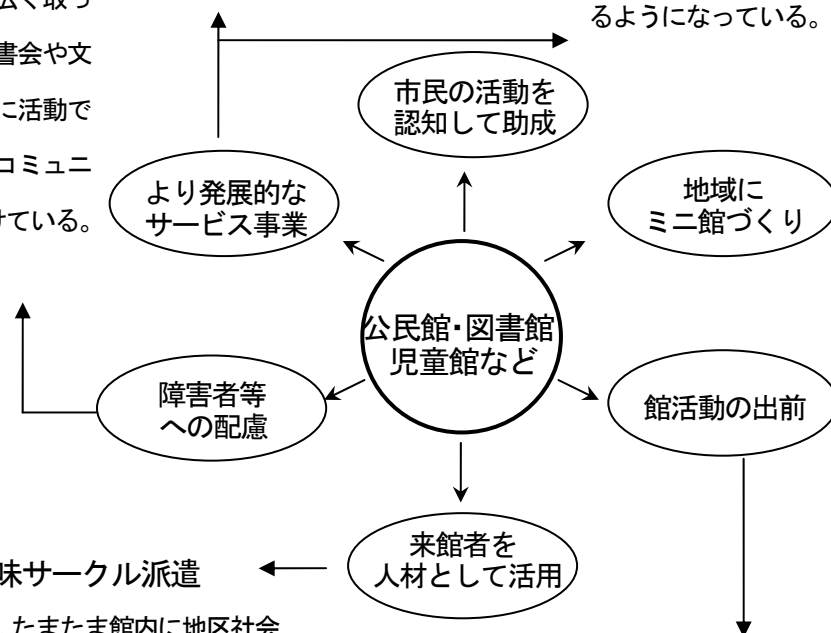 書会や文
に活動で
コミュニ
けている。
るようになっている。
市民の活動を
認知して助成
より発展的な
サービス事業
地域に
ミニ館づくり
公民館・図書館
児童館など
障害者等
への配慮
館活動の出前
来館者を
人材として活用
味サークル派遣
たまたま館内に地区社会